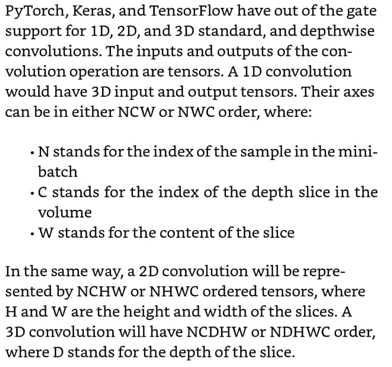 PyTorch, Keras, and TensorFlow have out of the gate
support for 1D, 2D, and 3D standard, and depthwise
convolutions. The inputs and outputs of the con-
volution operation are tensors. A 1D convolution
would have 3D input and output tensors. Their axes
can be in either NCW or NWC order, where:
• N stands for the index of the sample in the mini-
batch
• C stands for the index of the depth slice in the
volume
• W stands for the content of the slice
In the same way, a 2D convolution will be repre-
sented by NCHW or NHWC ordered tensors, where
H and W are the height and width of the slices. A
3D convolution will have NCDHW or NDHWC order,
where D stands for the depth of the slice.